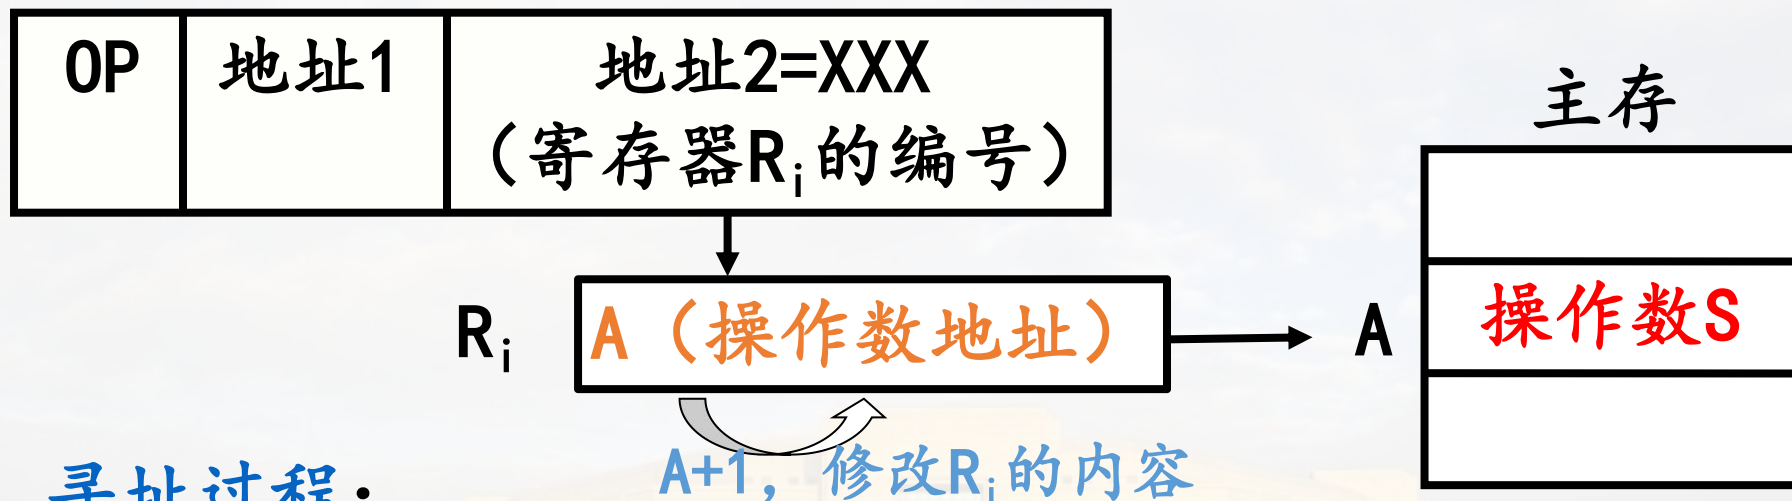 OP 地址1 地址2=XXX
(寄存器Ri的编号)
主存
Ri A(操作数地址) A 操作数S
A+1,修改Ri的内容
寻址过程: